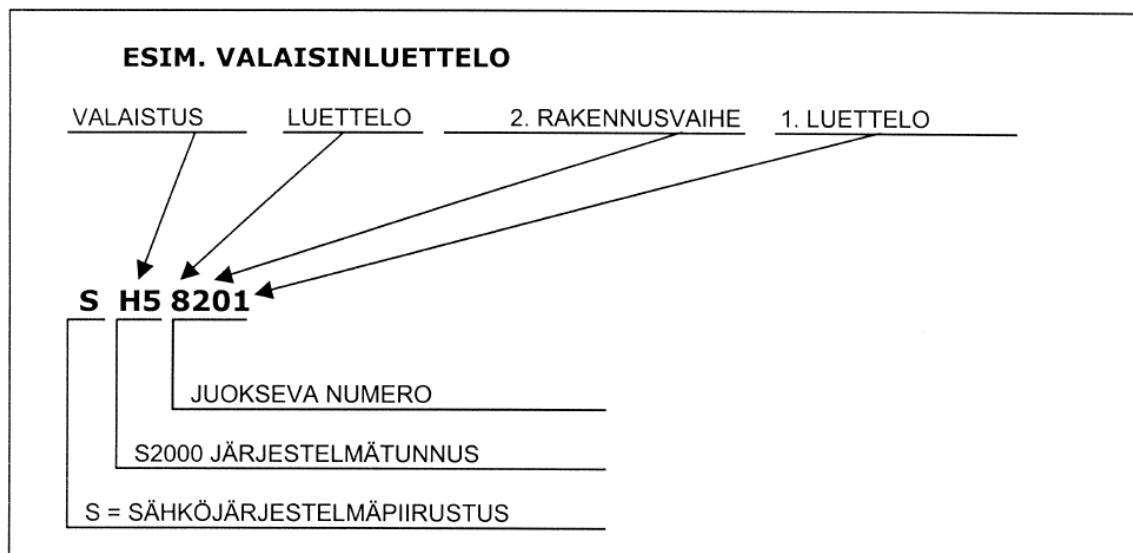 ESIM. VALAISINLUETTELO
VALAISTUS LUETTELO 2. RAKENNUSVAIHE 1. LUETTELO
S H5 8201
JUOKSEVA NUMERO
S2000 JÄRJESTELMÄTUNNUS
S = SÄHKÖJÄRJESTELMÄPIIRUSTUS